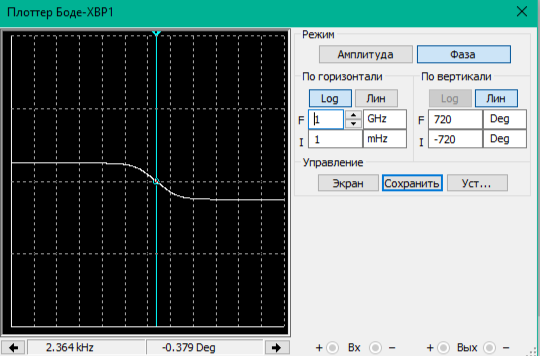 Плоттер Боде-XBP1
Режим
Амплитуда Фаза
По горизонтали По вертикали
Log Лин Log Лин
F 1 GHz F 720 Deg
I 1 mHz I -720 Deg
Управление
Экран Сохранить Уст...
2.364 kHz -0.379 Deg + Вх − + Вых −